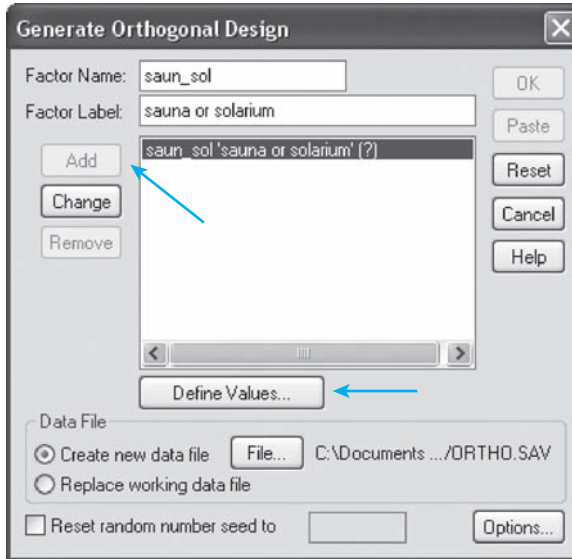 Generate Orthogonal Design
Factor Name: saun_sol
OK
Factor Label: sauna or solarium
Paste
Add
saun_sol 'sauna or solarium' (?)
Reset
Change
Cancel
Remove
Help
Define Values...
Data File
Create new data file File... C:\Documents .../ORTHO.SAV
Replace working data file
Reset random number seed to
Options...